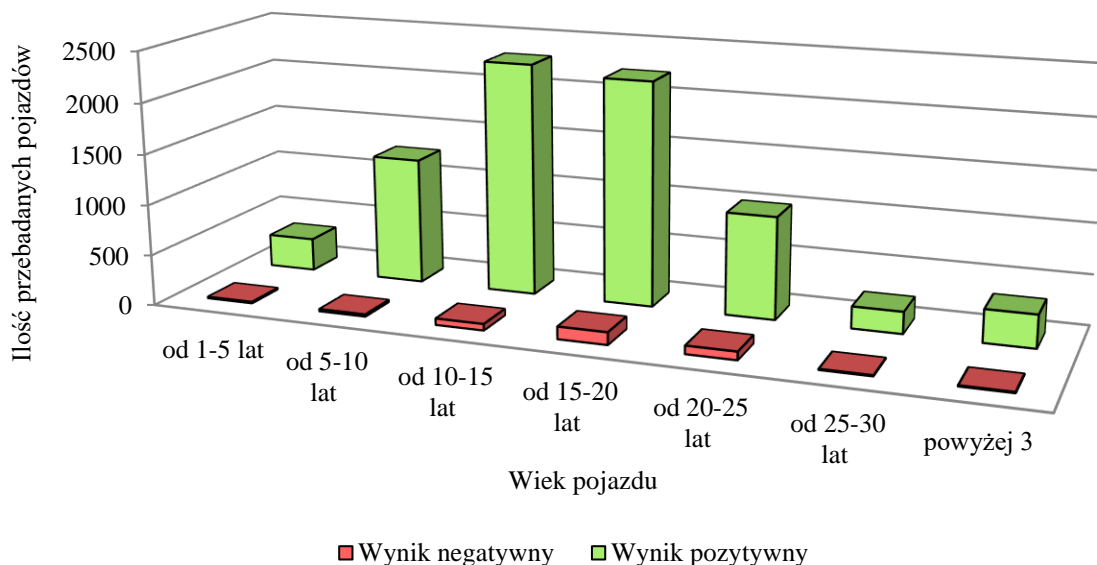 Ilość przebadanych pojazdów
2500
2000
1500
1000
500
0
od 1-5 lat
od 5-10
lat
od 10-15
lat
od 15-20
lat
od 20-25
lat
od 25-30
lat
powyżej 3
Wiek pojazdu
Wynik negatywny
Wynik pozytywny